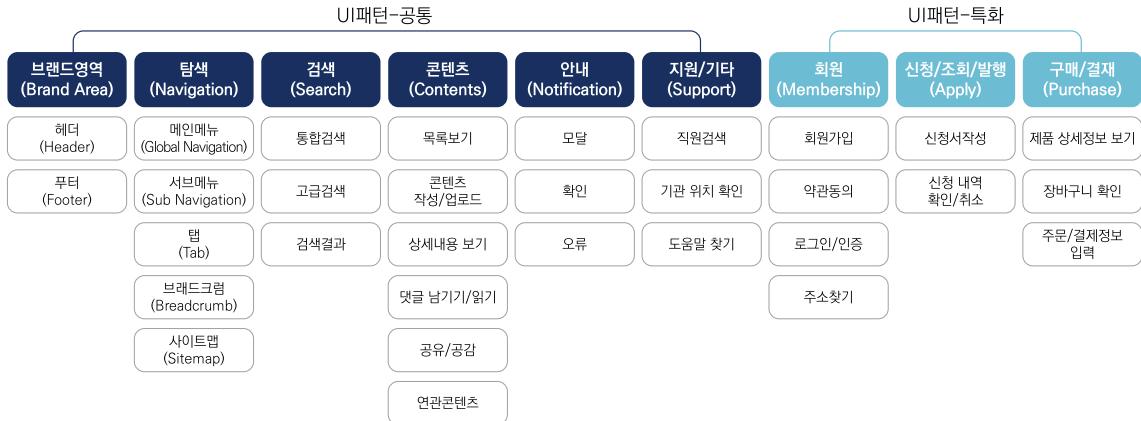 UI패턴-공통
UI패턴-특화
브랜드영역
(Brand Area)
탐색
(Navigation)
검색
(Search)
콘텐츠
(Contents)
안내
(Notification)
지원/기타
(Support)
회원
(Membership)
신청/조회/발행
(Apply)
구매/결재
(Purchase)
헤더
(Header)
메인메뉴
(Global Navigation)
통합검색
목록보기
모달
직원검색
회원가입
신청서작성
제품 상세정보 보기
푸터
(Footer)
서브메뉴
(Sub Navigation)
고급검색
콘텐츠
작성/업로드
확인
기관 위치 확인
약관동의
신청 내역
확인/취소
장바구니 확인
탭
(Tab)
검색결과
상세내용 보기
오류
도움말 찾기
로그인/인증
주문/결제정보
입력
브래드크럼
(Breadcrumb)
댓글 남기기/읽기
주소찾기
사이트맵
(Sitemap)
공유/공감
연관콘텐츠